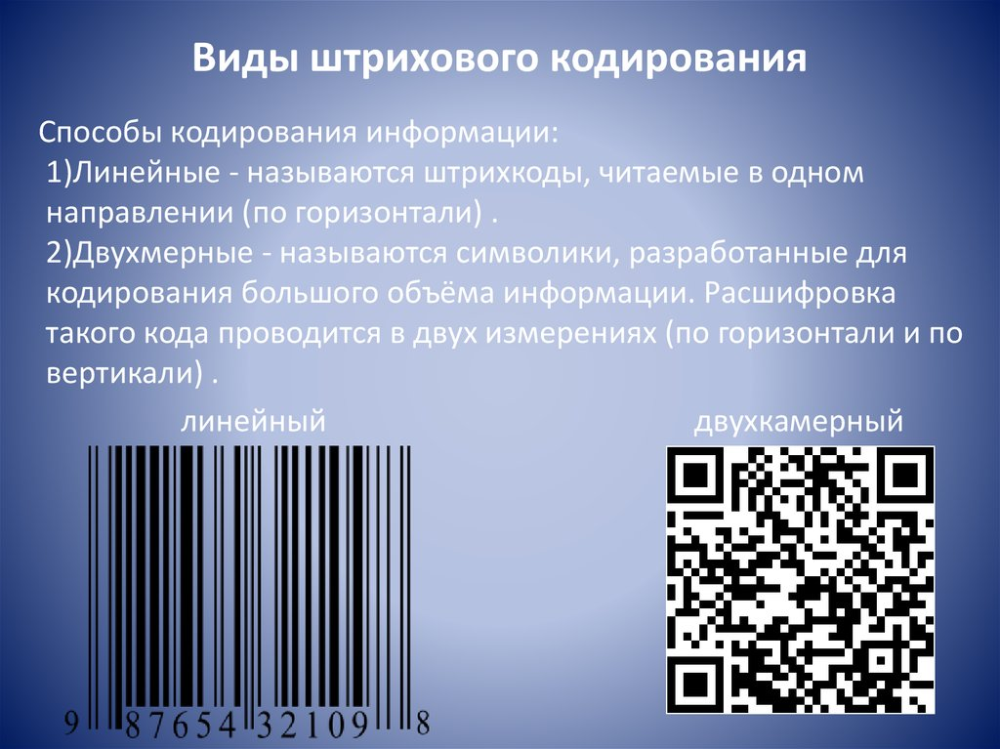 Виды штрихового кодирования
Способы кодирования информации:
1)Линейные - называются штрихкоды, читаемые в одном
направлении (по горизонтали) .
2)Двухмерные - называются символики, разработанные для
кодирования большого объёма информации. Расшифровка
такого кода проводится в двух измерениях (по горизонтали и по
вертикали) .
линейный двухкамерный
9 87654 32109 8